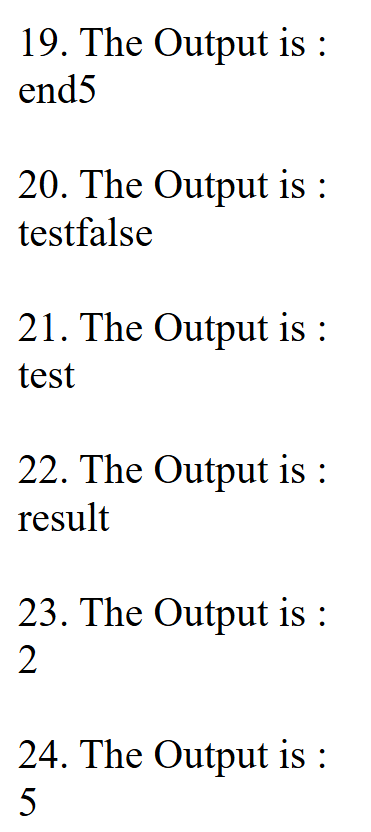 19. The Output is :
end5
20. The Output is :
testfalse
21. The Output is :
test
22. The Output is :
result
23. The Output is :
2
24. The Output is :
5